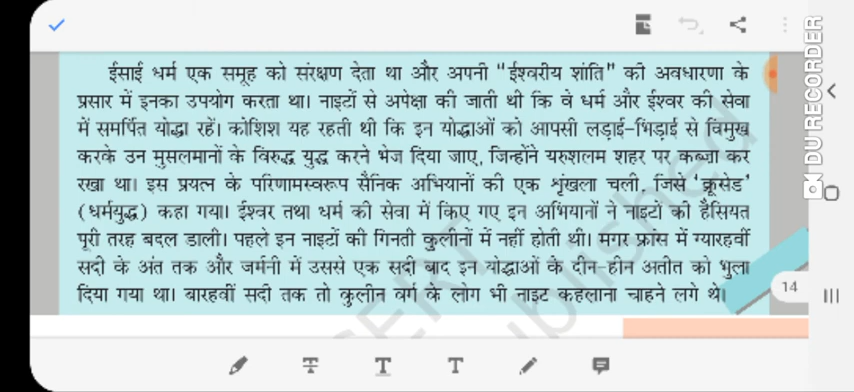 ईसाई धर्म एक समूह को संरक्षण देता था और अपनी "ईश्वरीय शांति" की अवधारणा के
प्रसार में इनका उपयोग करता था। नाइटों से अपेक्षा की जाती थी कि वे धर्म और ईश्वर की सेवा
में समर्पित योद्धा रहें। कोशिश यह रहती थी कि इन योद्धाओं को आपसी लड़ाई-भिड़ाई से विमुख
करके उन मुसलमानों के विरुद्ध युद्ध करने भेज दिया जाए, जिन्होंने यरुशलम शहर पर कब्ज़ा कर
रखा था। इस प्रयत्न के परिणामस्वरूप सैनिक अभियानों की एक शृंखला चली, जिसे 'क्रूसेड'
(धर्मयुद्ध) कहा गया। ईश्वर तथा धर्म की सेवा में किए गए इन अभियानों ने नाइटों की हैसियत
पूरी तरह बदल डाली। पहले इन नाइटों की गिनती कुलीनों में नहीं होती थी। मगर फ्रांस में ग्यारहवीं
सदी के अंत तक और जर्मनी में उससे एक सदी बाद इन योद्धाओं के दीन-हीन अतीत को भुला
दिया गया था। बारहवीं सदी तक तो कुलीन वर्ग के लोग भी नाइट कहलाना चाहने लगे थे।
14
DU RECORDER
published
T
T
T